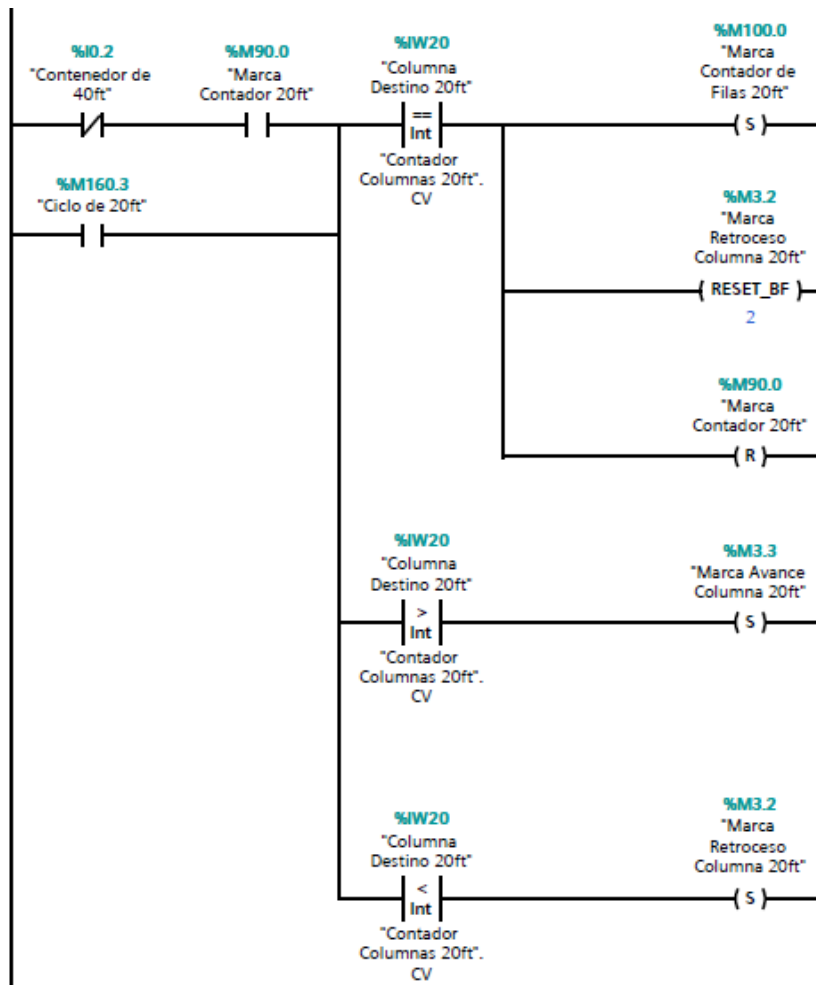 %I0.2
"Contenedor de
40ft"
%M90.0
"Marca
Contador 20ft"
%IW20
"Columna
Destino 20ft"
==
Int
"Contador
Columnas 20ft".
CV
%M100.0
"Marca
Contador de
Filas 20ft"
S
%M160.3
"Ciclo de 20ft"
%M3.2
"Marca
Retroceso
Columna 20ft"
RESET_BF
2
%M90.0
"Marca
Contador 20ft"
R
%IW20
"Columna
Destino 20ft"
>
Int
"Contador
Columnas 20ft".
CV
%M3.3
"Marca Avance
Columna 20ft"
S
%IW20
"Columna
Destino 20ft"
<
Int
"Contador
Columnas 20ft".
CV
%M3.2
"Marca
Retroceso
Columna 20ft"
S